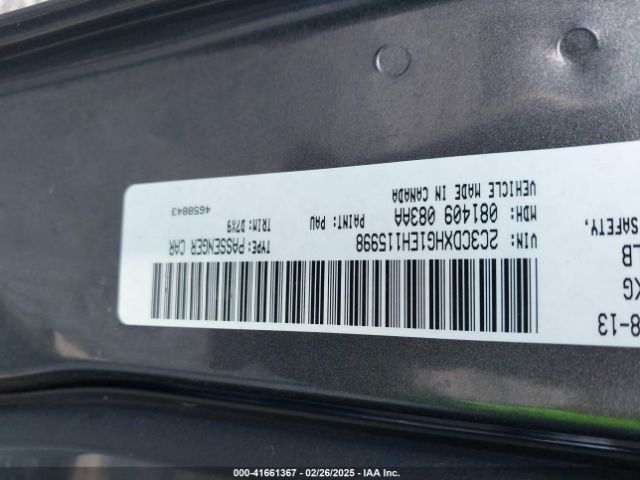 8-13
KG
LB
SAFETY.
VIN: 2C3CDXHG1EH115998 TYPE: PASSENGER CAR
MDH: 081409 083AA PAINT: PAU TRIM: D7X9
VEHICLE MADE IN CANADA 4658843
000-41661367 - 02/26/2025 - IAA Inc.